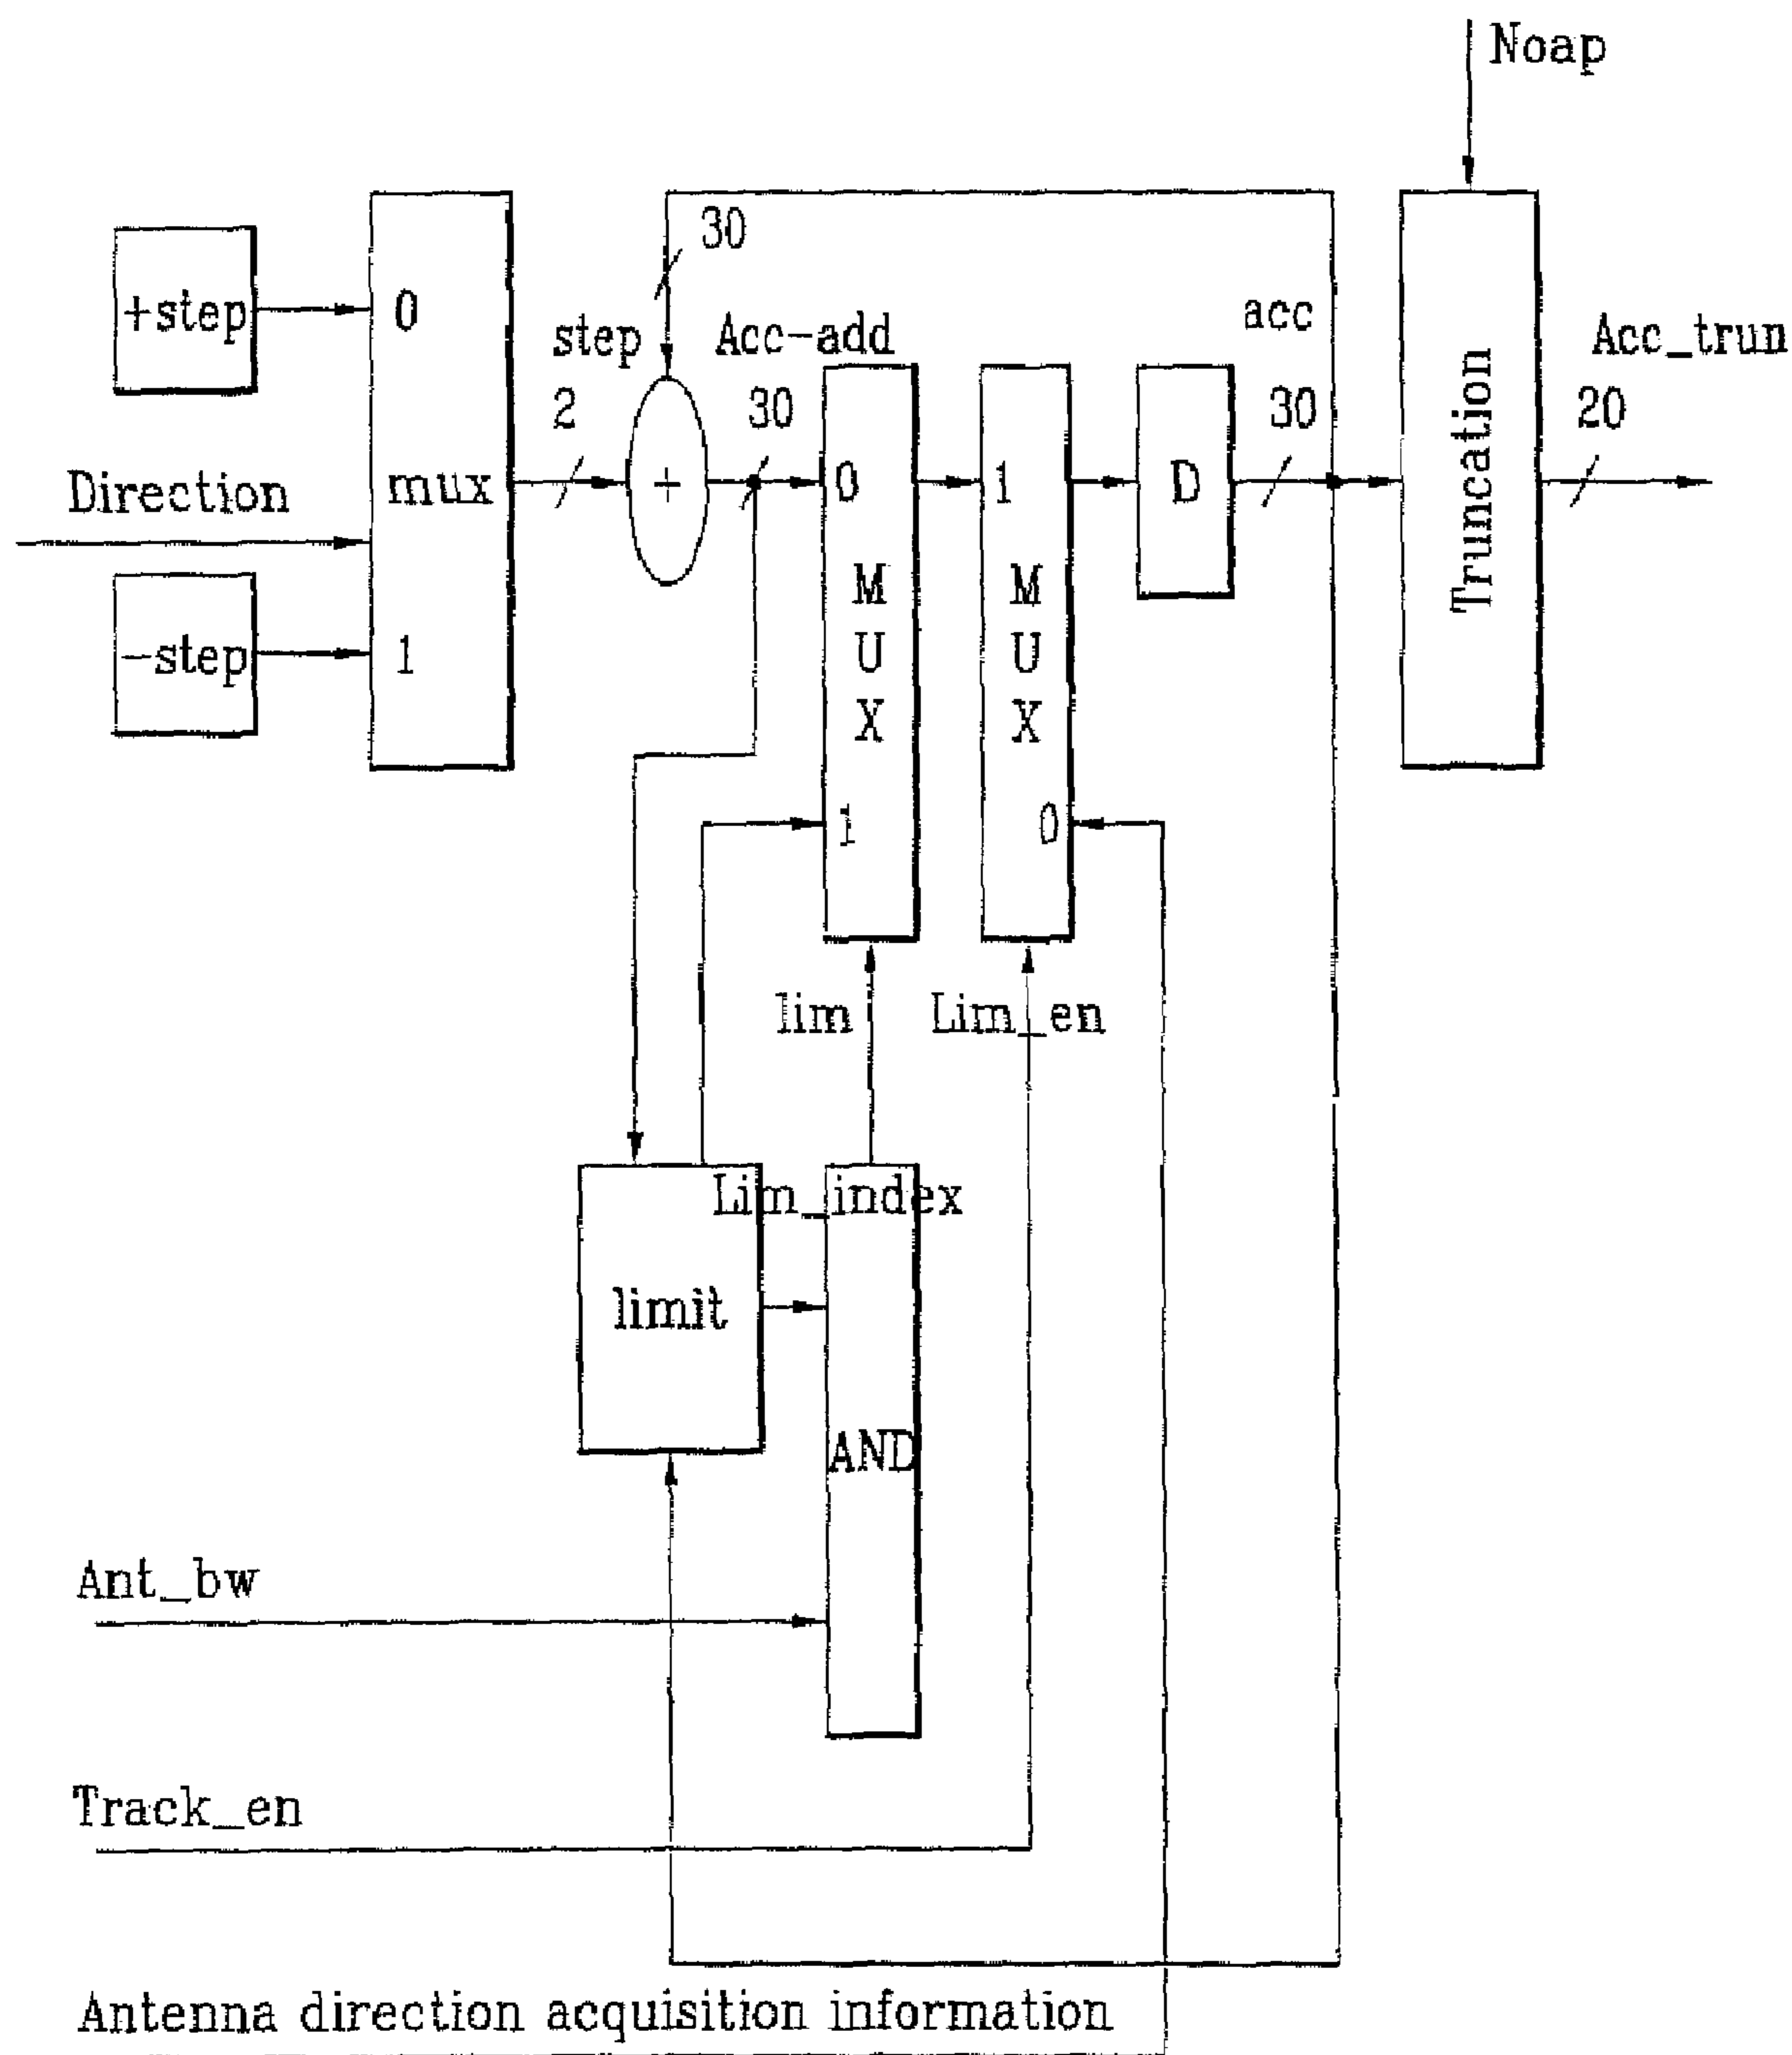 Noap
30
+step
0
step
Acc-add
acc
Acc_trun
2
30
30
20
Direction
mux
+
0
1
D
Truncation
M
U
X
M
U
X
-step
1
1
0
lim
Lim_en
Lim_index
limit
AND
Ant_bw
Track_en
Antenna direction acquisition information